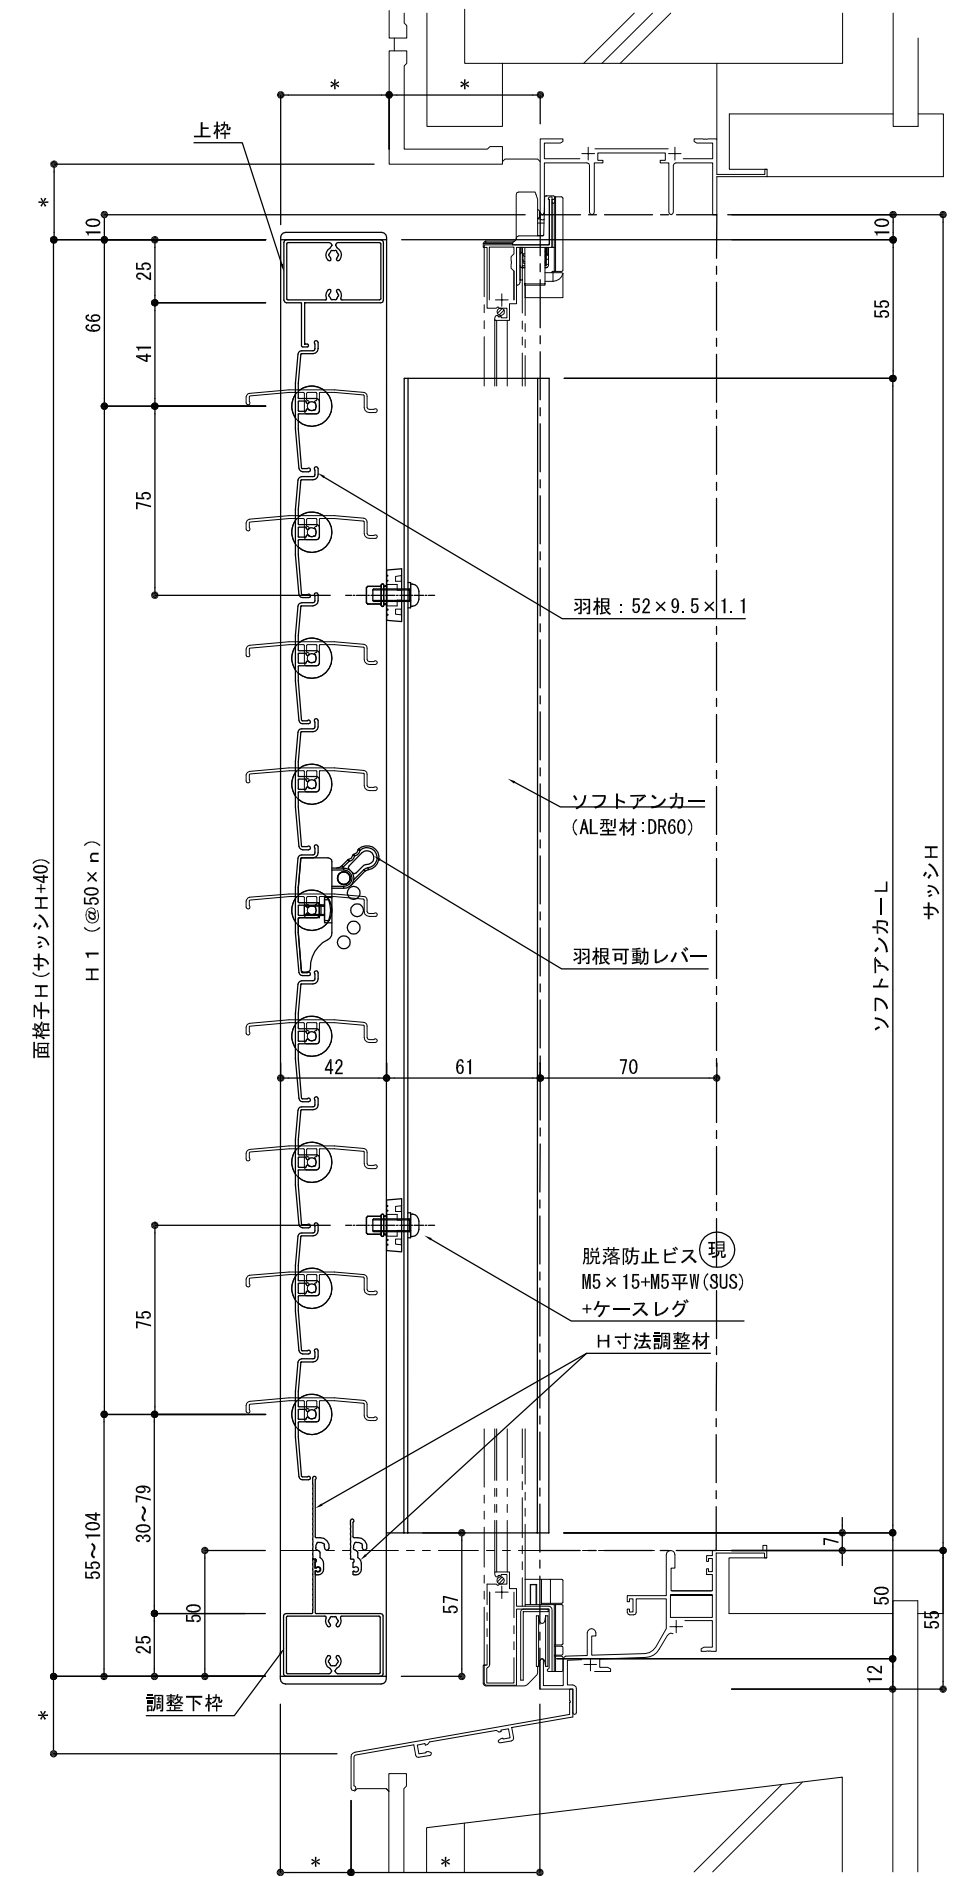 *
*
上枠
*
10
10
25
66
41
55
75
羽根：52×9.5×1.1
ソフトアンカー
(AL型材:DR60)
面格子H(サッシH+40)
H1 (@50×n)
ソフトアンカーL
サッシH
羽根可動レバー
42
61
70
脱落防止ビス 現
M5×15+M5平W(SUS)
+ケースレグ
H寸法調整材
75
30～79
55～104
7
50
57
50
55
25
12
調整下枠
*
*
*